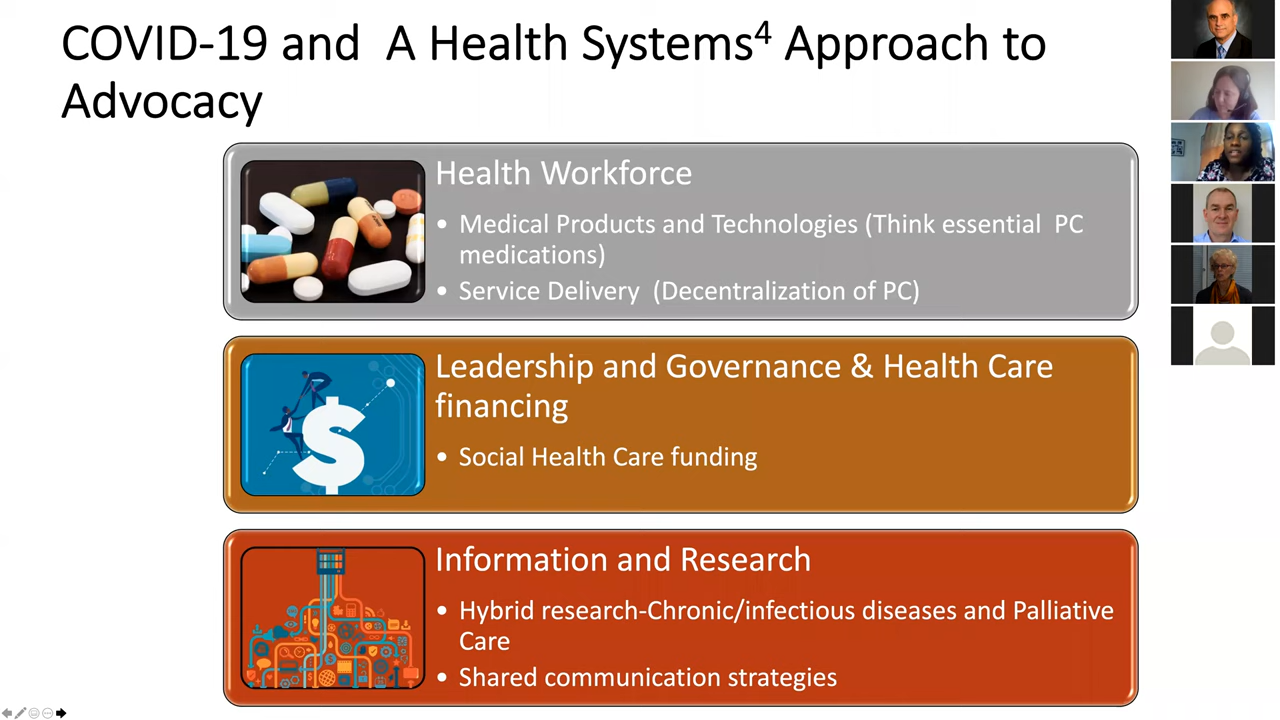 COVID-19 and A Health Systems4 Approach to
Advocacy
Health Workforce
• Medical Products and Technologies (Think essential PC
medications)
• Service Delivery (Decentralization of PC)
Leadership and Governance & Health Care
financing
• Social Health Care funding
Information and Research
• Hybrid research-Chronic/infectious diseases and Palliative
Care
• Shared communication strategies